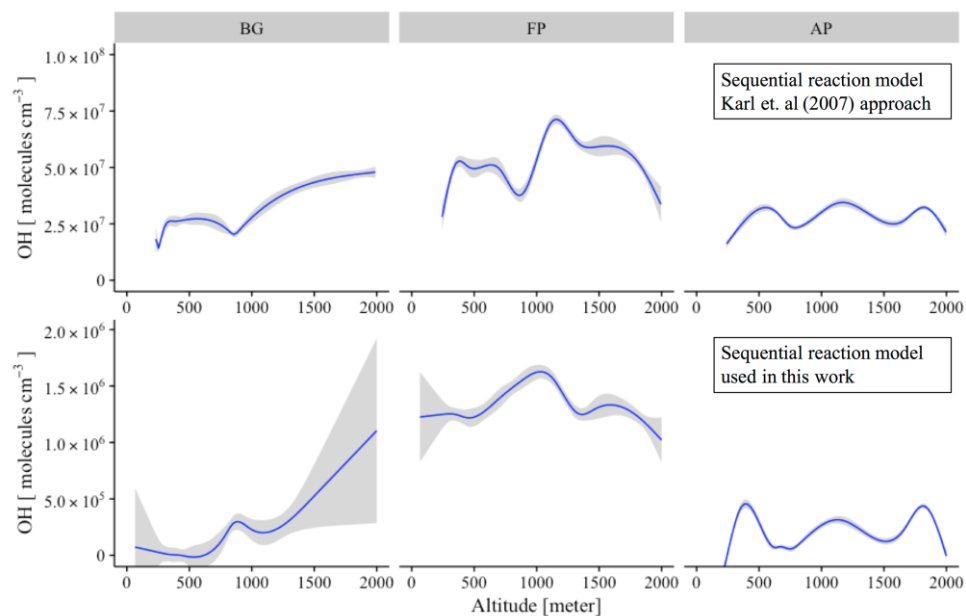 BG FP AP
OH [ molecules cm⁻³ ]
1.0 × 10⁸
7.5 × 10⁷
5.0 × 10⁷
2.5 × 10⁷
0
Sequential reaction model
Karl et. al (2007) approach
0 500 1000 1500 2000 0 500 1000 1500 2000 0 500 1000 1500 2000
OH [ molecules cm⁻³ ]
2.0 × 10⁶
1.5 × 10⁶
1.0 × 10⁶
5.0 × 10⁵
0
Sequential reaction model
used in this work
0 500 1000 1500 2000 0 500 1000 1500 2000 0 500 1000 1500 2000
Altitude [meter]